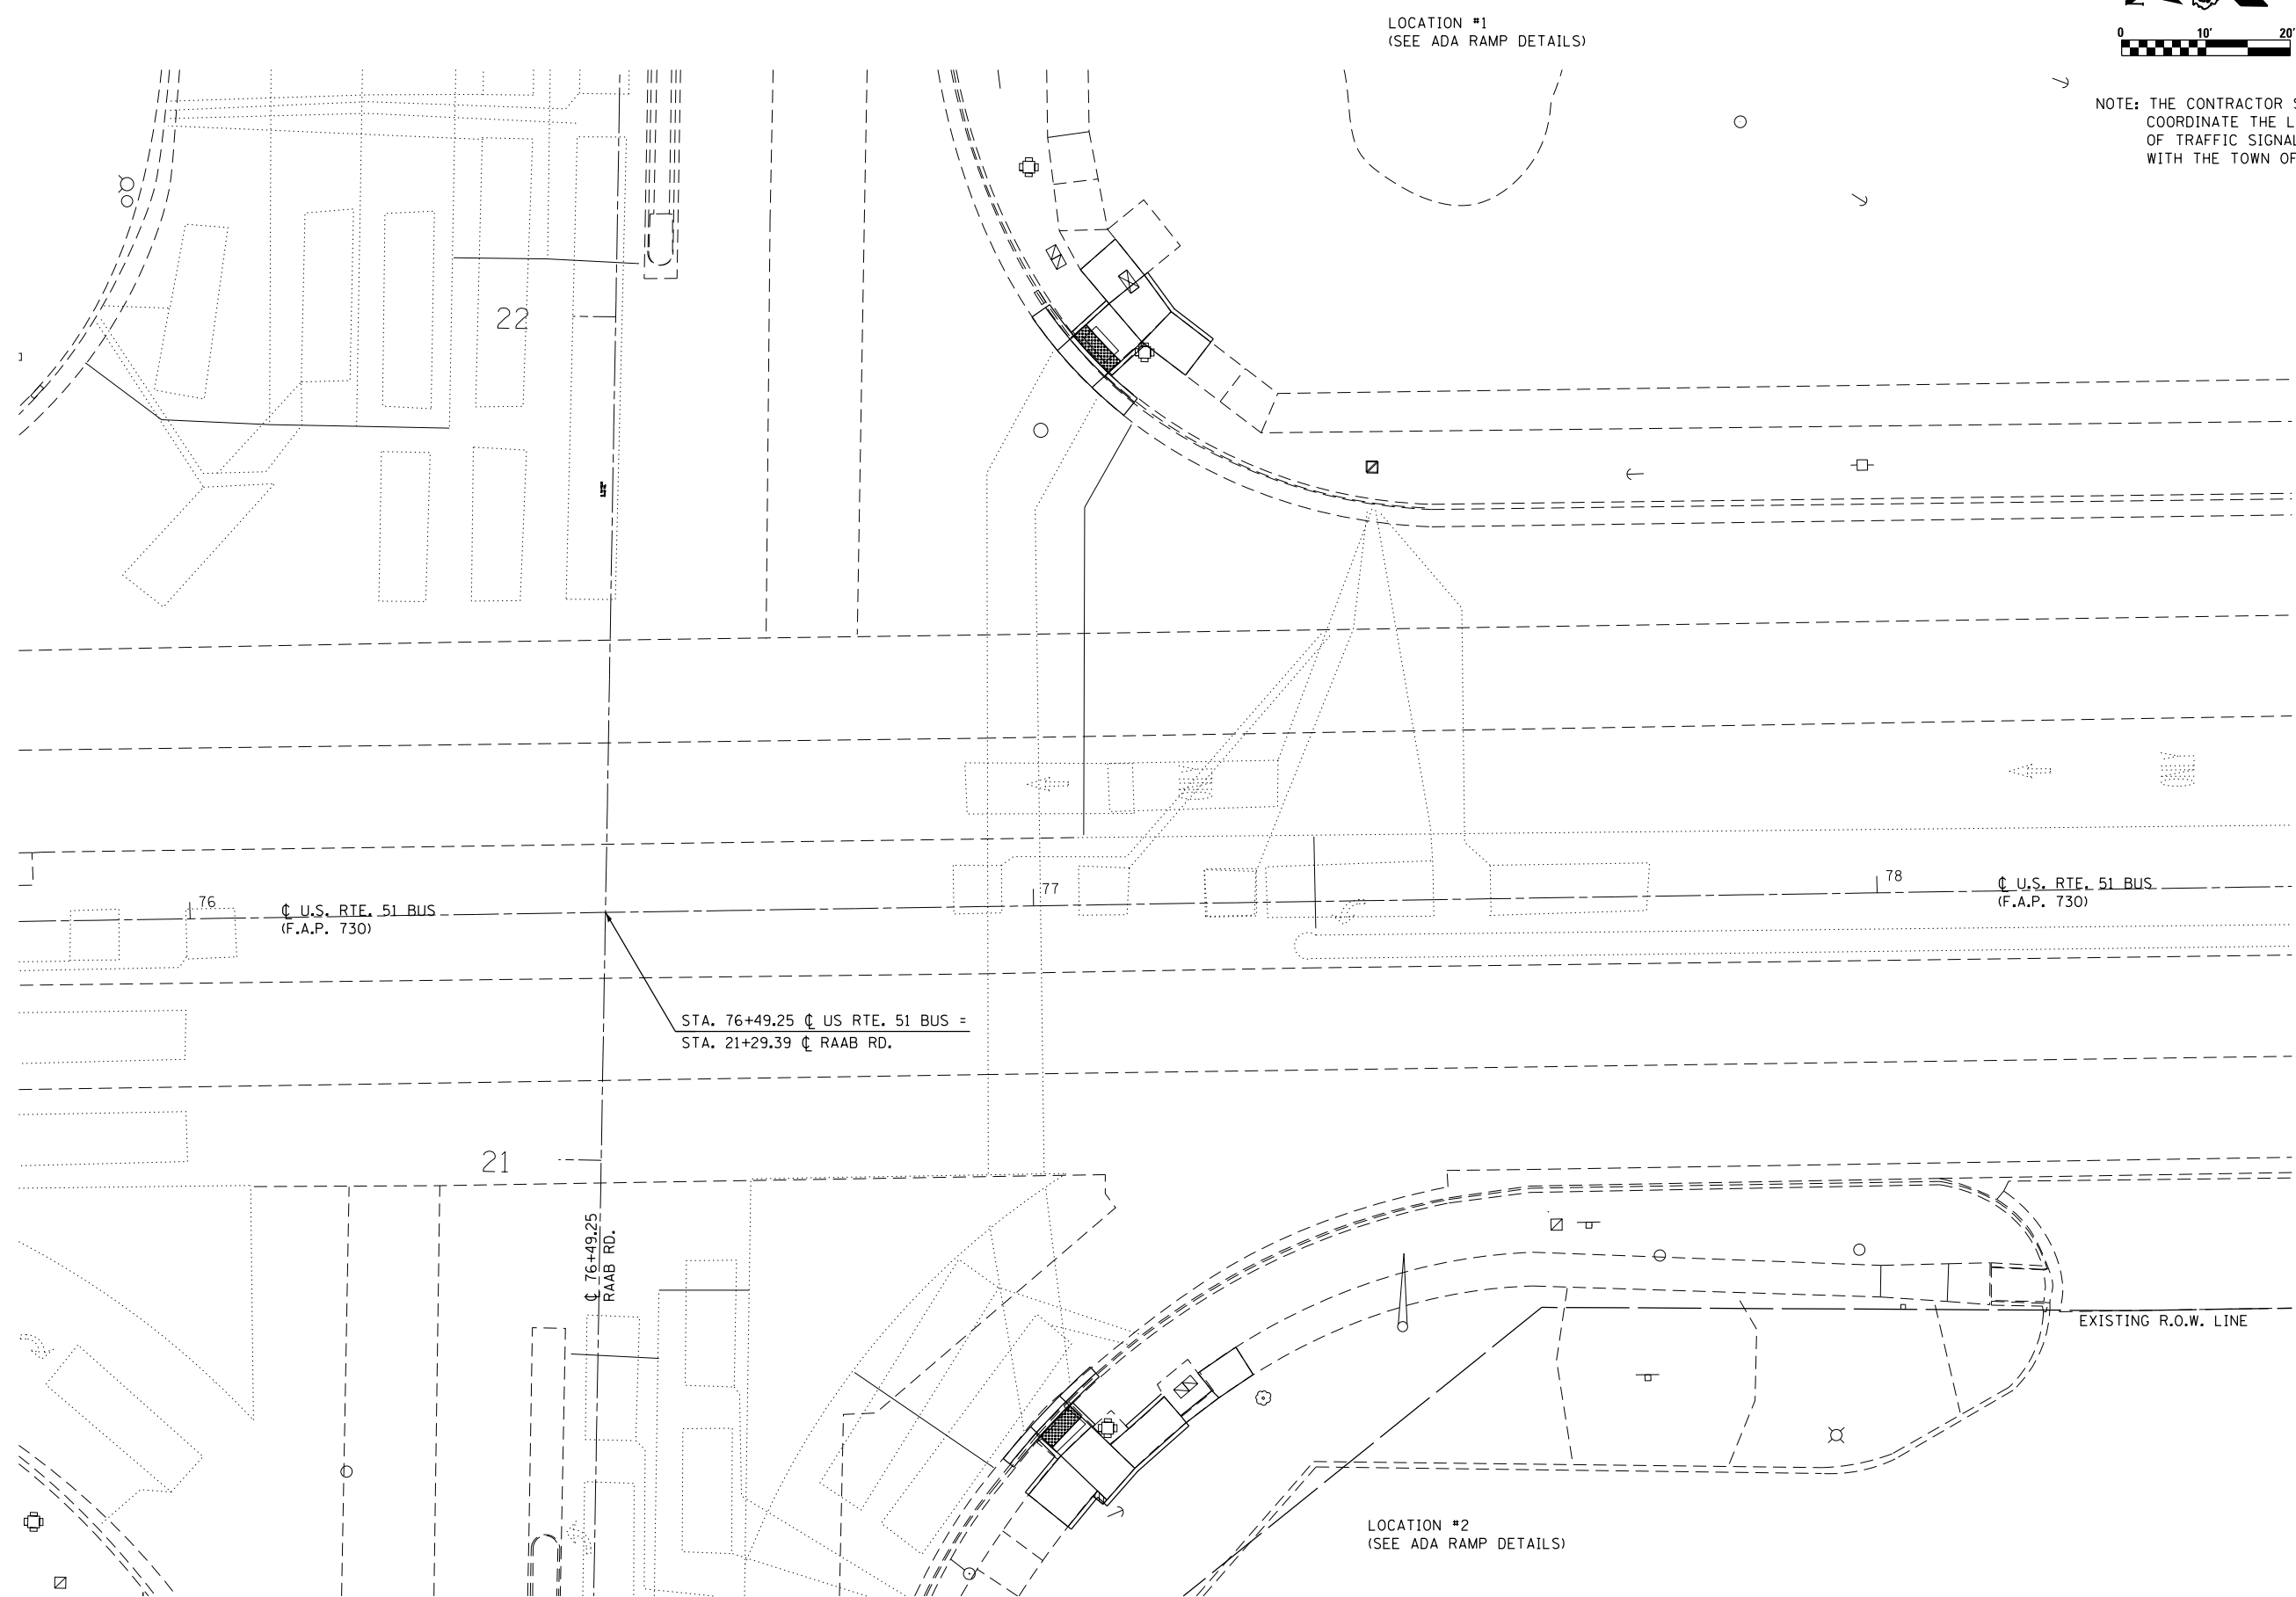 LOCATION #1
(SEE ADA RAMP DETAILS)
0 10' 20'
NOTE: THE CONTRACTOR
COORDINATE THE
OF TRAFFIC SIGNAL
WITH THE TOWN OF
22
76
℄ U.S. RTE. 51 BUS
(F.A.P. 730)
77
78
℄ U.S. RTE. 51 BUS
(F.A.P. 730)
STA. 76+49.25 ℄ US RTE. 51 BUS =
STA. 21+29.39 ℄ RAAB RD.
21
℄ 76+49.25
RAAB RD.
EXISTING R.O.W. LINE
LOCATION #2
(SEE ADA RAMP DETAILS)